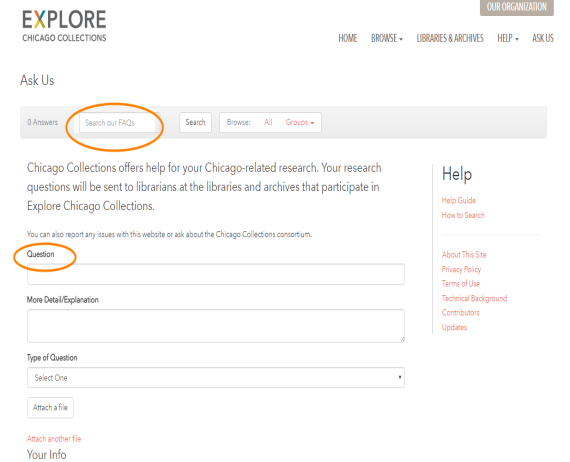 OUR ORGANIZATION
EXPLORE
CHICAGO COLLECTIONS
HOME BROWSE LIBRARIES & ARCHIVES HELP ASK US
Ask Us
0 Answers Search our FAQs Search Browse: All Groups
Chicago Collections offers help for your Chicago-related research. Your research
questions will be sent to librarians at the libraries and archives that participate in
Explore Chicago Collections.
You can also report any issues with this website or ask about the Chicago Collections consortium.
Question
More Detail/Explanation
Type of Question
Select One
Attach a file
Attach another file
Your Info
Help
Help Guide
How to Search
About This Site
Privacy Policy
Terms of Use
Technical Background
Contributors
Updates